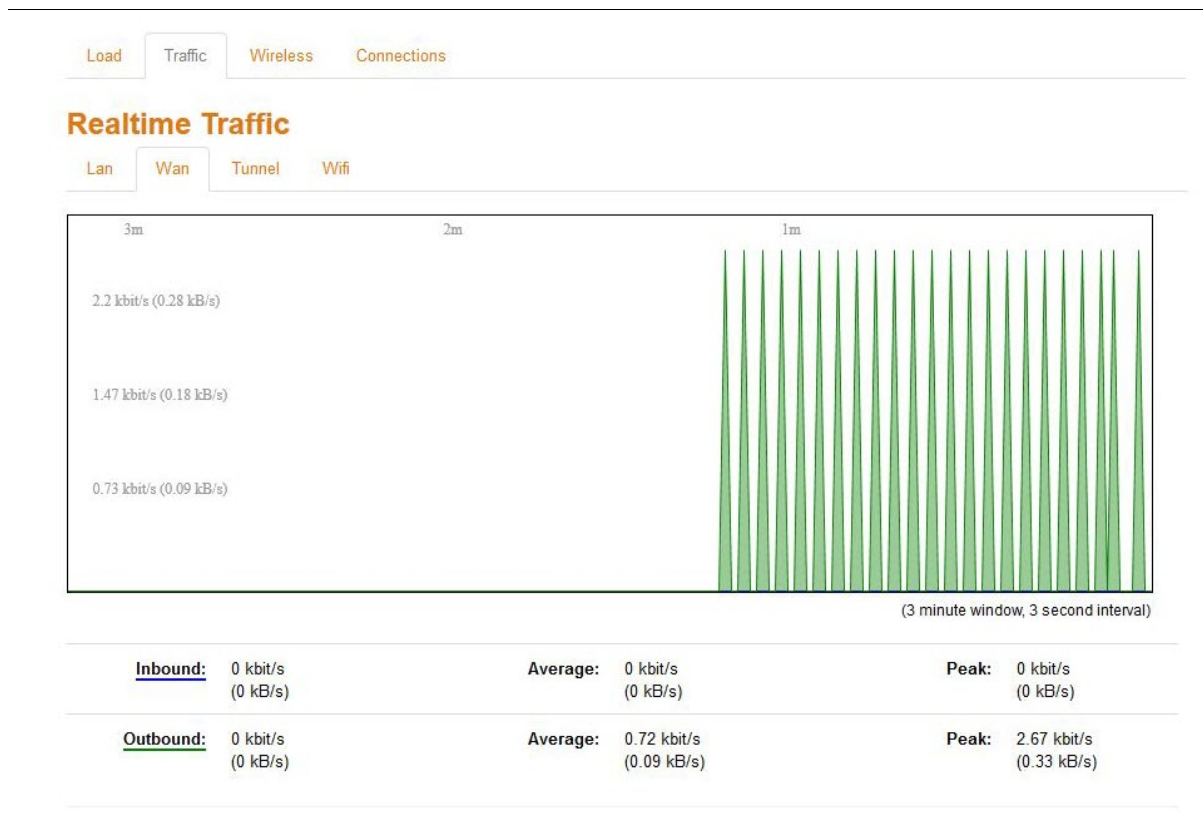 Load Traffic Wireless Connections
Realtime Traffic
Lan Wan Tunnel Wifi
3m 2m 1m
2.2 kbit/s (0.28 kB/s)
1.47 kbit/s (0.18 kB/s)
0.73 kbit/s (0.09 kB/s)
(3 minute window, 3 second interval)
Inbound: 0 kbit/s Average: 0 kbit/s Peak: 0 kbit/s
(0 kB/s) (0 kB/s) (0 kB/s)
Outbound: 0 kbit/s Average: 0.72 kbit/s Peak: 2.67 kbit/s
(0 kB/s) (0.09 kB/s) (0.33 kB/s)